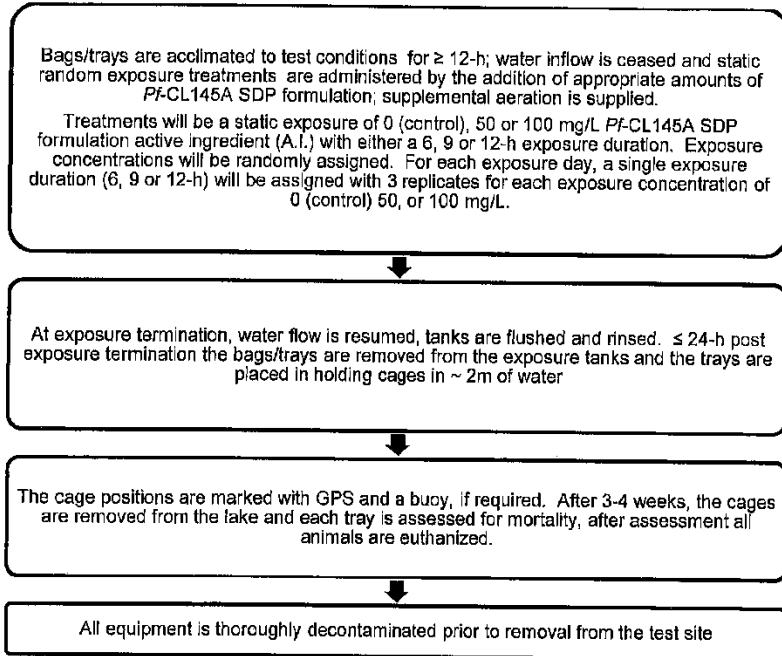 Bags/trays are acclimated to test conditions for ≥ 12-h; water inflow is ceased and static
random exposure treatments are administered by the addition of appropriate amounts of
Pf-CL145A SDP formulation; supplemental aeration is supplied.
Treatments will be a static exposure of 0 (control), 50 or 100 mg/L Pf-CL145A SDP
formulation active ingredient (A.I.) with either a 6, 9 or 12-h exposure duration. Exposure
concentrations will be randomly assigned. For each exposure day, a single exposure
duration (6, 9 or 12-h) will be assigned with 3 replicates for each exposure concentration of
0 (control) 50, or 100 mg/L.
At exposure termination, water flow is resumed, tanks are flushed and rinsed. ≤ 24-h post
exposure termination the bags/trays are removed from the exposure tanks and the trays are
placed in holding cages in ~ 2m of water
The cage positions are marked with GPS and a buoy, if required. After 3-4 weeks, the cages
are removed from the lake and each tray is assessed for mortality, after assessment all
animals are euthanized.
All equipment is thoroughly decontaminated prior to removal from the test site